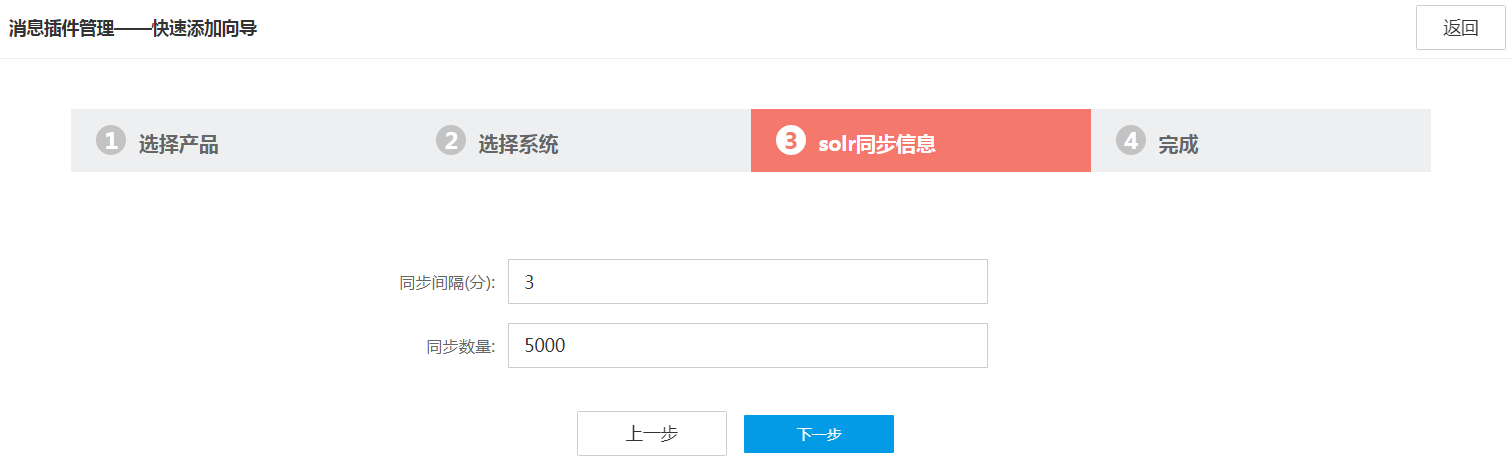 消息插件管理——快速添加向导
返回
1 选择产品
2 选择系统
3 solr同步信息
4 完成
同步间隔(分): 3
同步数量: 5000
上一步
下一步